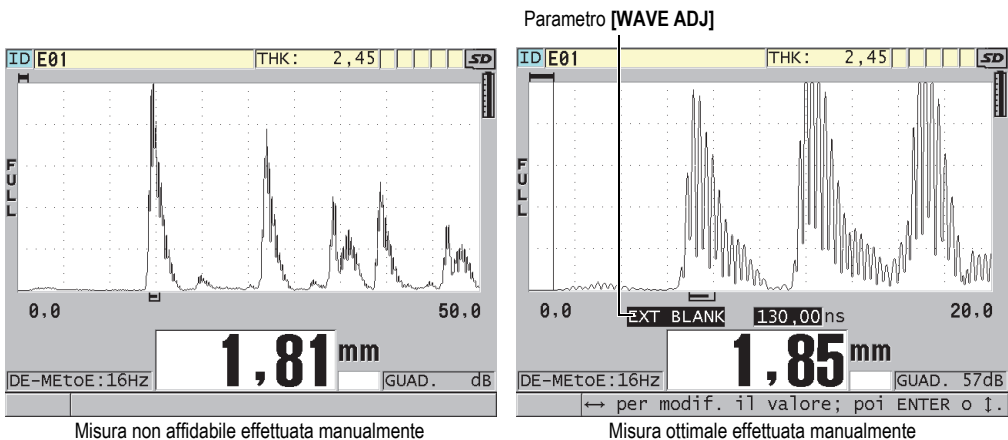 Parametro [WAVE ADJ]
ID E01 THK: 2,45 SD
FULL
0,0 50,0
1,81 mm
DE-MEtoE:16Hz GUAD. dB
Misura non affidabile effettuata manualmente
ID E01 THK: 2,45 SD
FULL
0,0 20,0
EXT BLANK 130,00 ns
1,85 mm
DE-MEtoE:16Hz GUAD. 57dB
↔ per modif. il valore; poi ENTER o ↕.
Misura ottimale effettuata manualmente